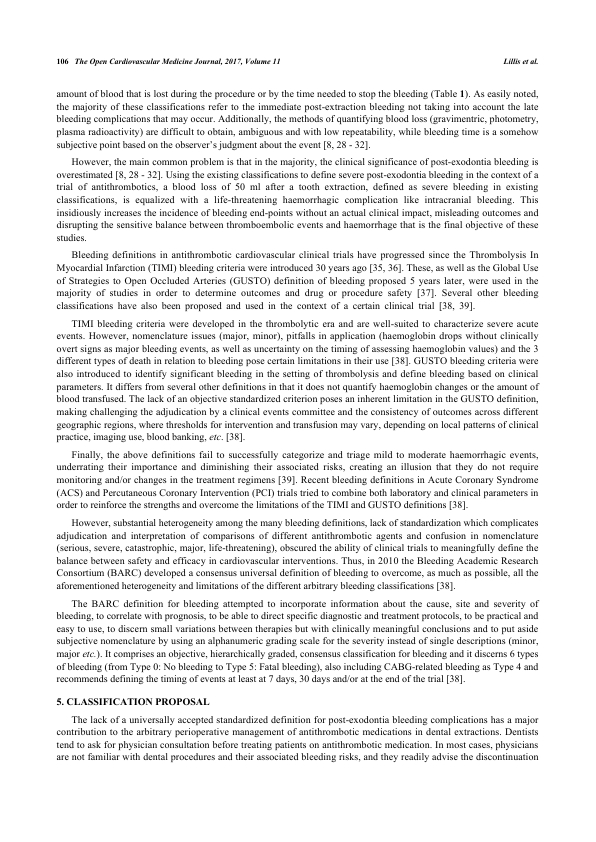 106 The Open Cardiovascular Medicine Journal, 2017, Volume 11 Lillis et al.
amount of blood that is lost during the procedure or by the time needed to stop the bleeding (Table 1). As easily noted,
the majority of these classifications refer to the immediate post-extraction bleeding not taking into account the late
bleeding complications that may occur. Additionally, the methods of quantifying blood loss (gravimentric, photometry,
plasma radioactivity) are difficult to obtain, ambiguous and with low repeatability, while bleeding time is a somehow
subjective point based on the observer's judgment about the event [8, 28 - 32].
However, the main common problem is that in the majority, the clinical significance of post-exodontia bleeding is
overestimated [8, 28 - 32]. Using the existing classifications to define severe post-exodontia bleeding in the context of a
trial of antithrombotics, a blood loss of 50 ml after a tooth extraction, defined as severe bleeding in existing
classifications, is equalized with a life-threatening haemorrhagic complication like intracranial bleeding. This
insidiously increases the incidence of bleeding end-points without an actual clinical impact, misleading outcomes and
disrupting the sensitive balance between thromboembolic events and haemorrhage that is the final objective of these
studies.
Bleeding definitions in antithrombotic cardiovascular clinical trials have progressed since the Thrombolysis In
Myocardial Infarction (TIMI) bleeding criteria were introduced 30 years ago [35, 36]. These, as well as the Global Use
of Strategies to Open Occluded Arteries (GUSTO) definition of bleeding proposed 5 years later, were used in the
majority of studies in order to determine outcomes and drug or procedure safety [37]. Several other bleeding
classifications have also been proposed and used in the context of a certain clinical trial [38, 39].
TIMI bleeding criteria were developed in the thrombolytic era and are well-suited to characterize severe acute
events. However, nomenclature issues (major, minor), pitfalls in application (haemoglobin drops without clinically
overt signs as major bleeding events, as well as uncertainty on the timing of assessing haemoglobin values) and the 3
different types of death in relation to bleeding pose certain limitations in their use [38]. GUSTO bleeding criteria were
also introduced to identify significant bleeding in the setting of thrombolysis and define bleeding based on clinical
parameters. It differs from several other definitions in that it does not quantify haemoglobin changes or the amount of
blood transfused. The lack of an objective standardized criterion poses an inherent limitation in the GUSTO definition,
making challenging the adjudication by a clinical events committee and the consistency of outcomes across different
geographic regions, where thresholds for intervention and transfusion may vary, depending on local patterns of clinical
practice, imaging use, blood banking, etc. [38].
Finally, the above definitions fail to successfully categorize and triage mild to moderate haemorrhagic events,
underrating their importance and diminishing their associated risks, creating an illusion that they do not require
monitoring and/or changes in the treatment regimens [39]. Recent bleeding definitions in Acute Coronary Syndrome
(ACS) and Percutaneous Coronary Intervention (PCI) trials tried to combine both laboratory and clinical parameters in
order to reinforce the strengths and overcome the limitations of the TIMI and GUSTO definitions [38].
However, substantial heterogeneity among the many bleeding definitions, lack of standardization which complicates
adjudication and interpretation of comparisons of different antithrombotic agents and confusion in nomenclature
(serious, severe, catastrophic, major, life-threatening), obscured the ability of clinical trials to meaningfully define the
balance between safety and efficacy in cardiovascular interventions. Thus, in 2010 the Bleeding Academic Research
Consortium (BARC) developed a consensus universal definition of bleeding to overcome, as much as possible, all the
aforementioned heterogeneity and limitations of the different arbitrary bleeding classifications [38].
The BARC definition for bleeding attempted to incorporate information about the cause, site and severity of
bleeding, to correlate with prognosis, to be able to direct specific diagnostic and treatment protocols, to be practical and
easy to use, to discern small variations between therapies but with clinically meaningful conclusions and to put aside
subjective nomenclature by using an alphanumeric grading scale for the severity instead of single descriptions (minor,
major etc.). It comprises an objective, hierarchically graded, consensus classification for bleeding and it discerns 6 types
of bleeding (from Type 0: No bleeding to Type 5: Fatal bleeding), also including CABG-related bleeding as Type 4 and
recommends defining the timing of events at least at 7 days, 30 days and/or at the end of the trial [38].
5. CLASSIFICATION PROPOSAL
The lack of a universally accepted standardized definition for post-exodontia bleeding complications has a major
contribution to the arbitrary perioperative management of antithrombotic medications in dental extractions. Dentists
tend to ask for physician consultation before treating patients on antithrombotic medication. In most cases, physicians
are not familiar with dental procedures and their associated bleeding risks, and they readily advise the discontinuation